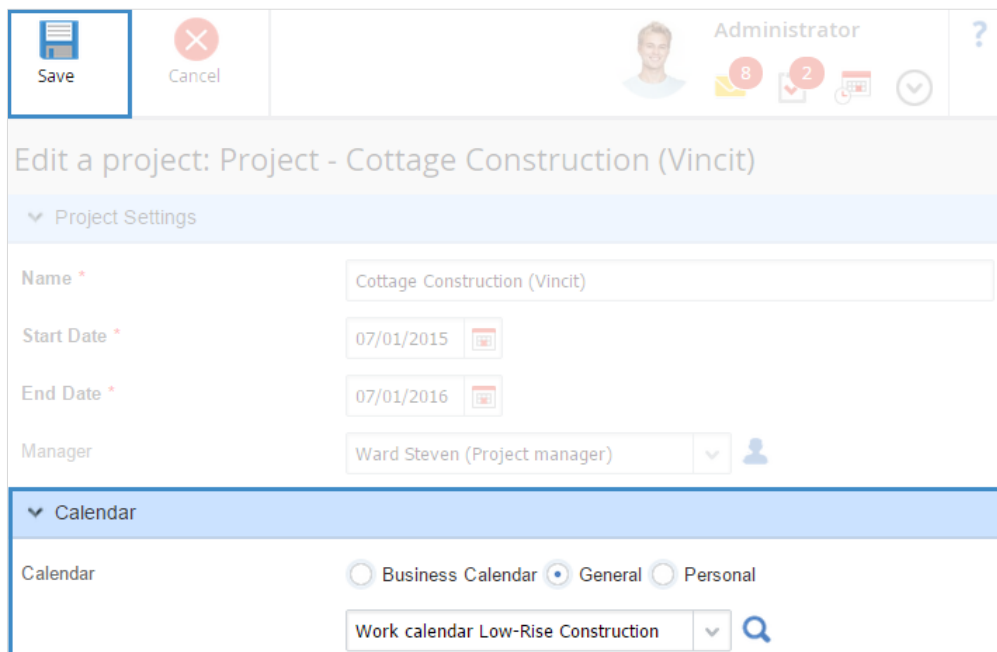 Save
Cancel
Administrator
8
2
?
Edit a project: Project - Cottage Construction (Vincit)
Project Settings
Name *
Cottage Construction (Vincit)
Start Date *
07/01/2015
End Date *
07/01/2016
Manager
Ward Steven (Project manager)
Calendar
Calendar
Business Calendar General Personal
Work calendar Low-Rise Construction